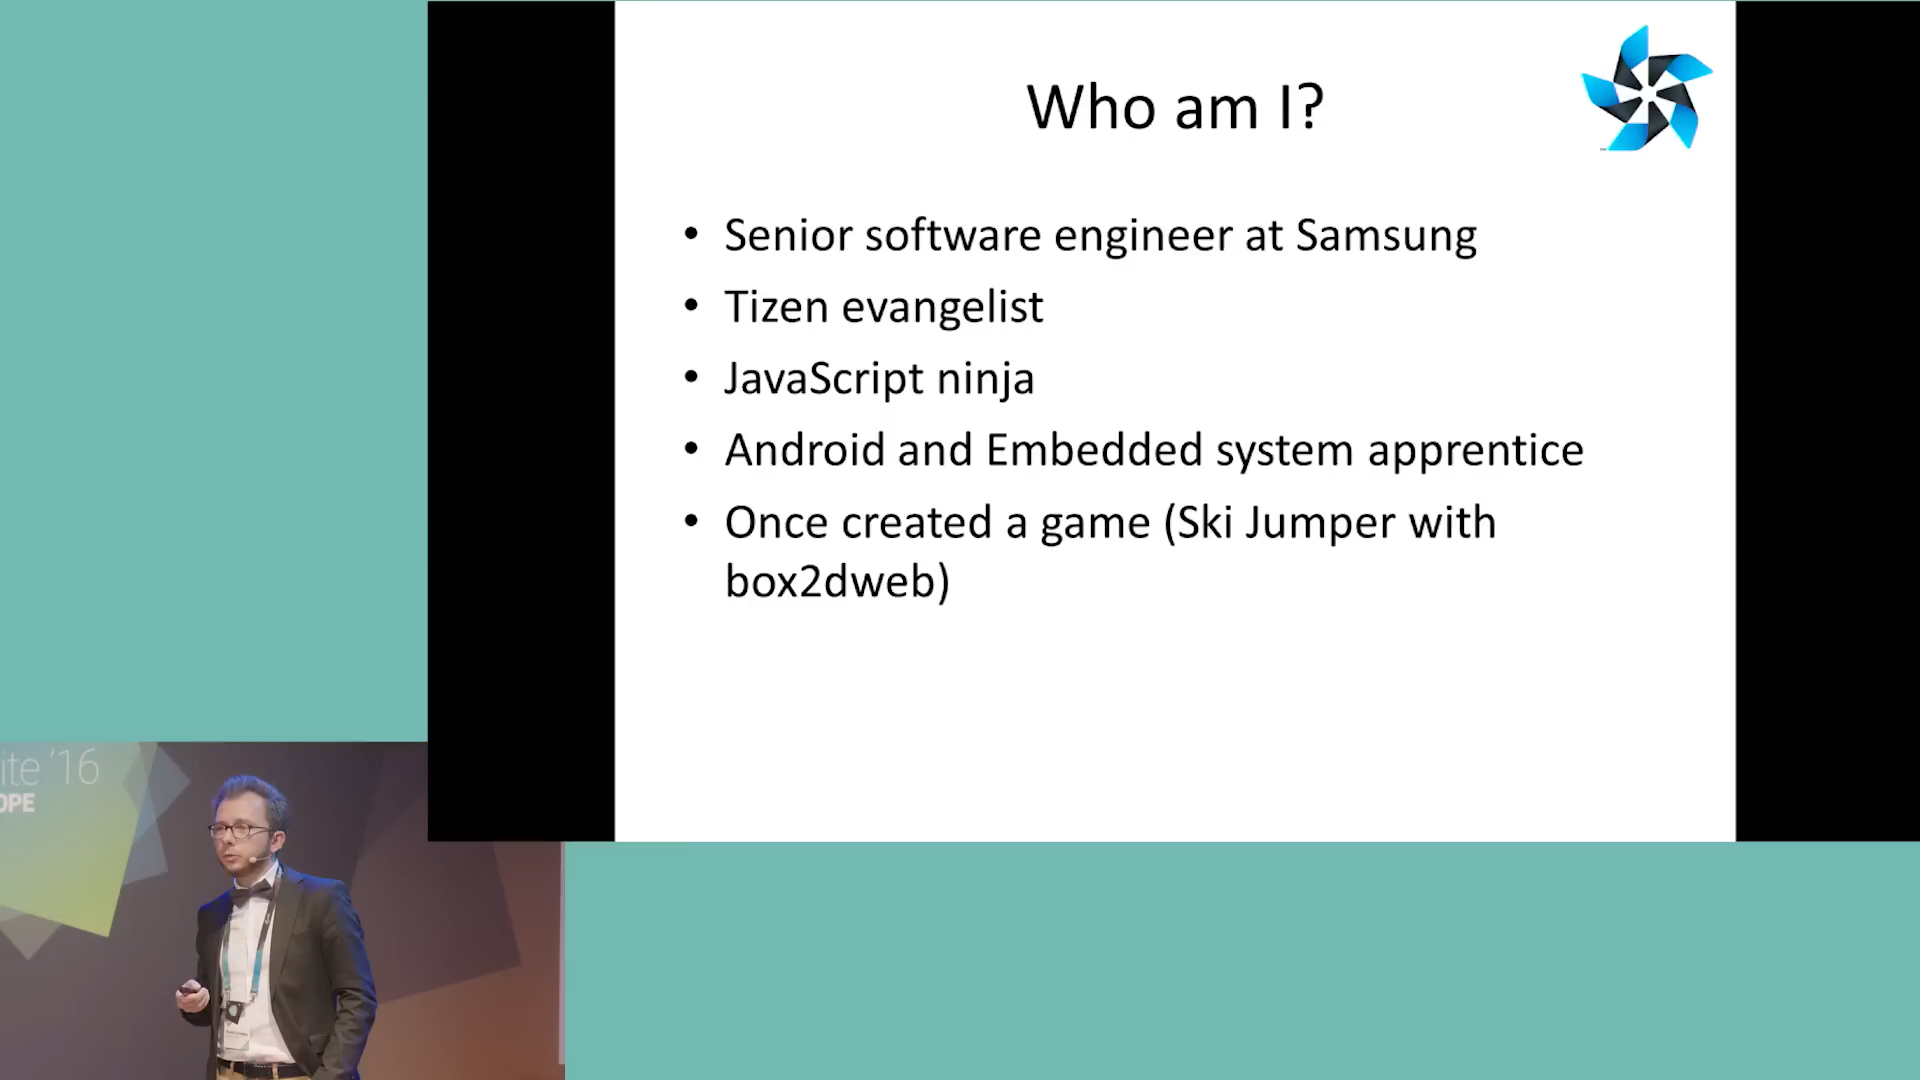 Who am I?
• Senior software engineer at Samsung
• Tizen evangelist
• JavaScript ninja
• Android and Embedded system apprentice
• Once created a game (Ski Jumper with
box2dweb)
ite '16
OPE